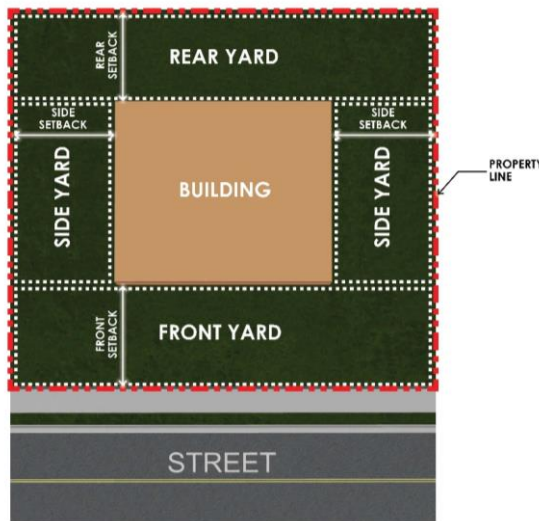 REAR
SETBACK
REAR YARD
SIDE
SETBACK
SIDE
SETBACK
SIDE YARD
BUILDING
SIDE YARD
PROPERTY
LINE
FRONT
SETBACK
FRONT YARD
STREET